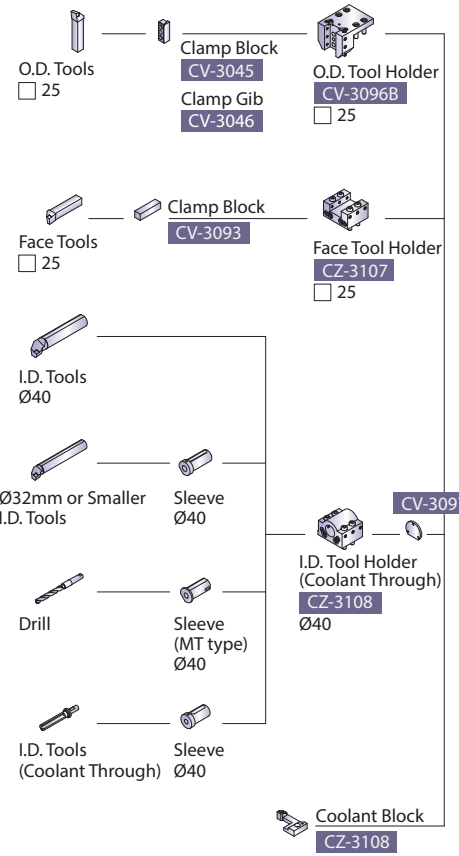 O.D. Tools
□ 25
Clamp Block
CV-3045
Clamp Gib
CV-3046
O.D. Tool Holder
CV-3096B
□ 25
Face Tools
□ 25
Clamp Block
CV-3093
Face Tool Holder
CZ-3107
□ 25
I.D. Tools
Ø40
Ø32mm or Smaller
I.D. Tools
Sleeve
Ø40
Drill
Sleeve
(MT type)
Ø40
I.D. Tools
(Coolant Through)
Sleeve
Ø40
I.D. Tool Holder
(Coolant Through)
CZ-3108
Ø40
Coolant Block
CZ-3108